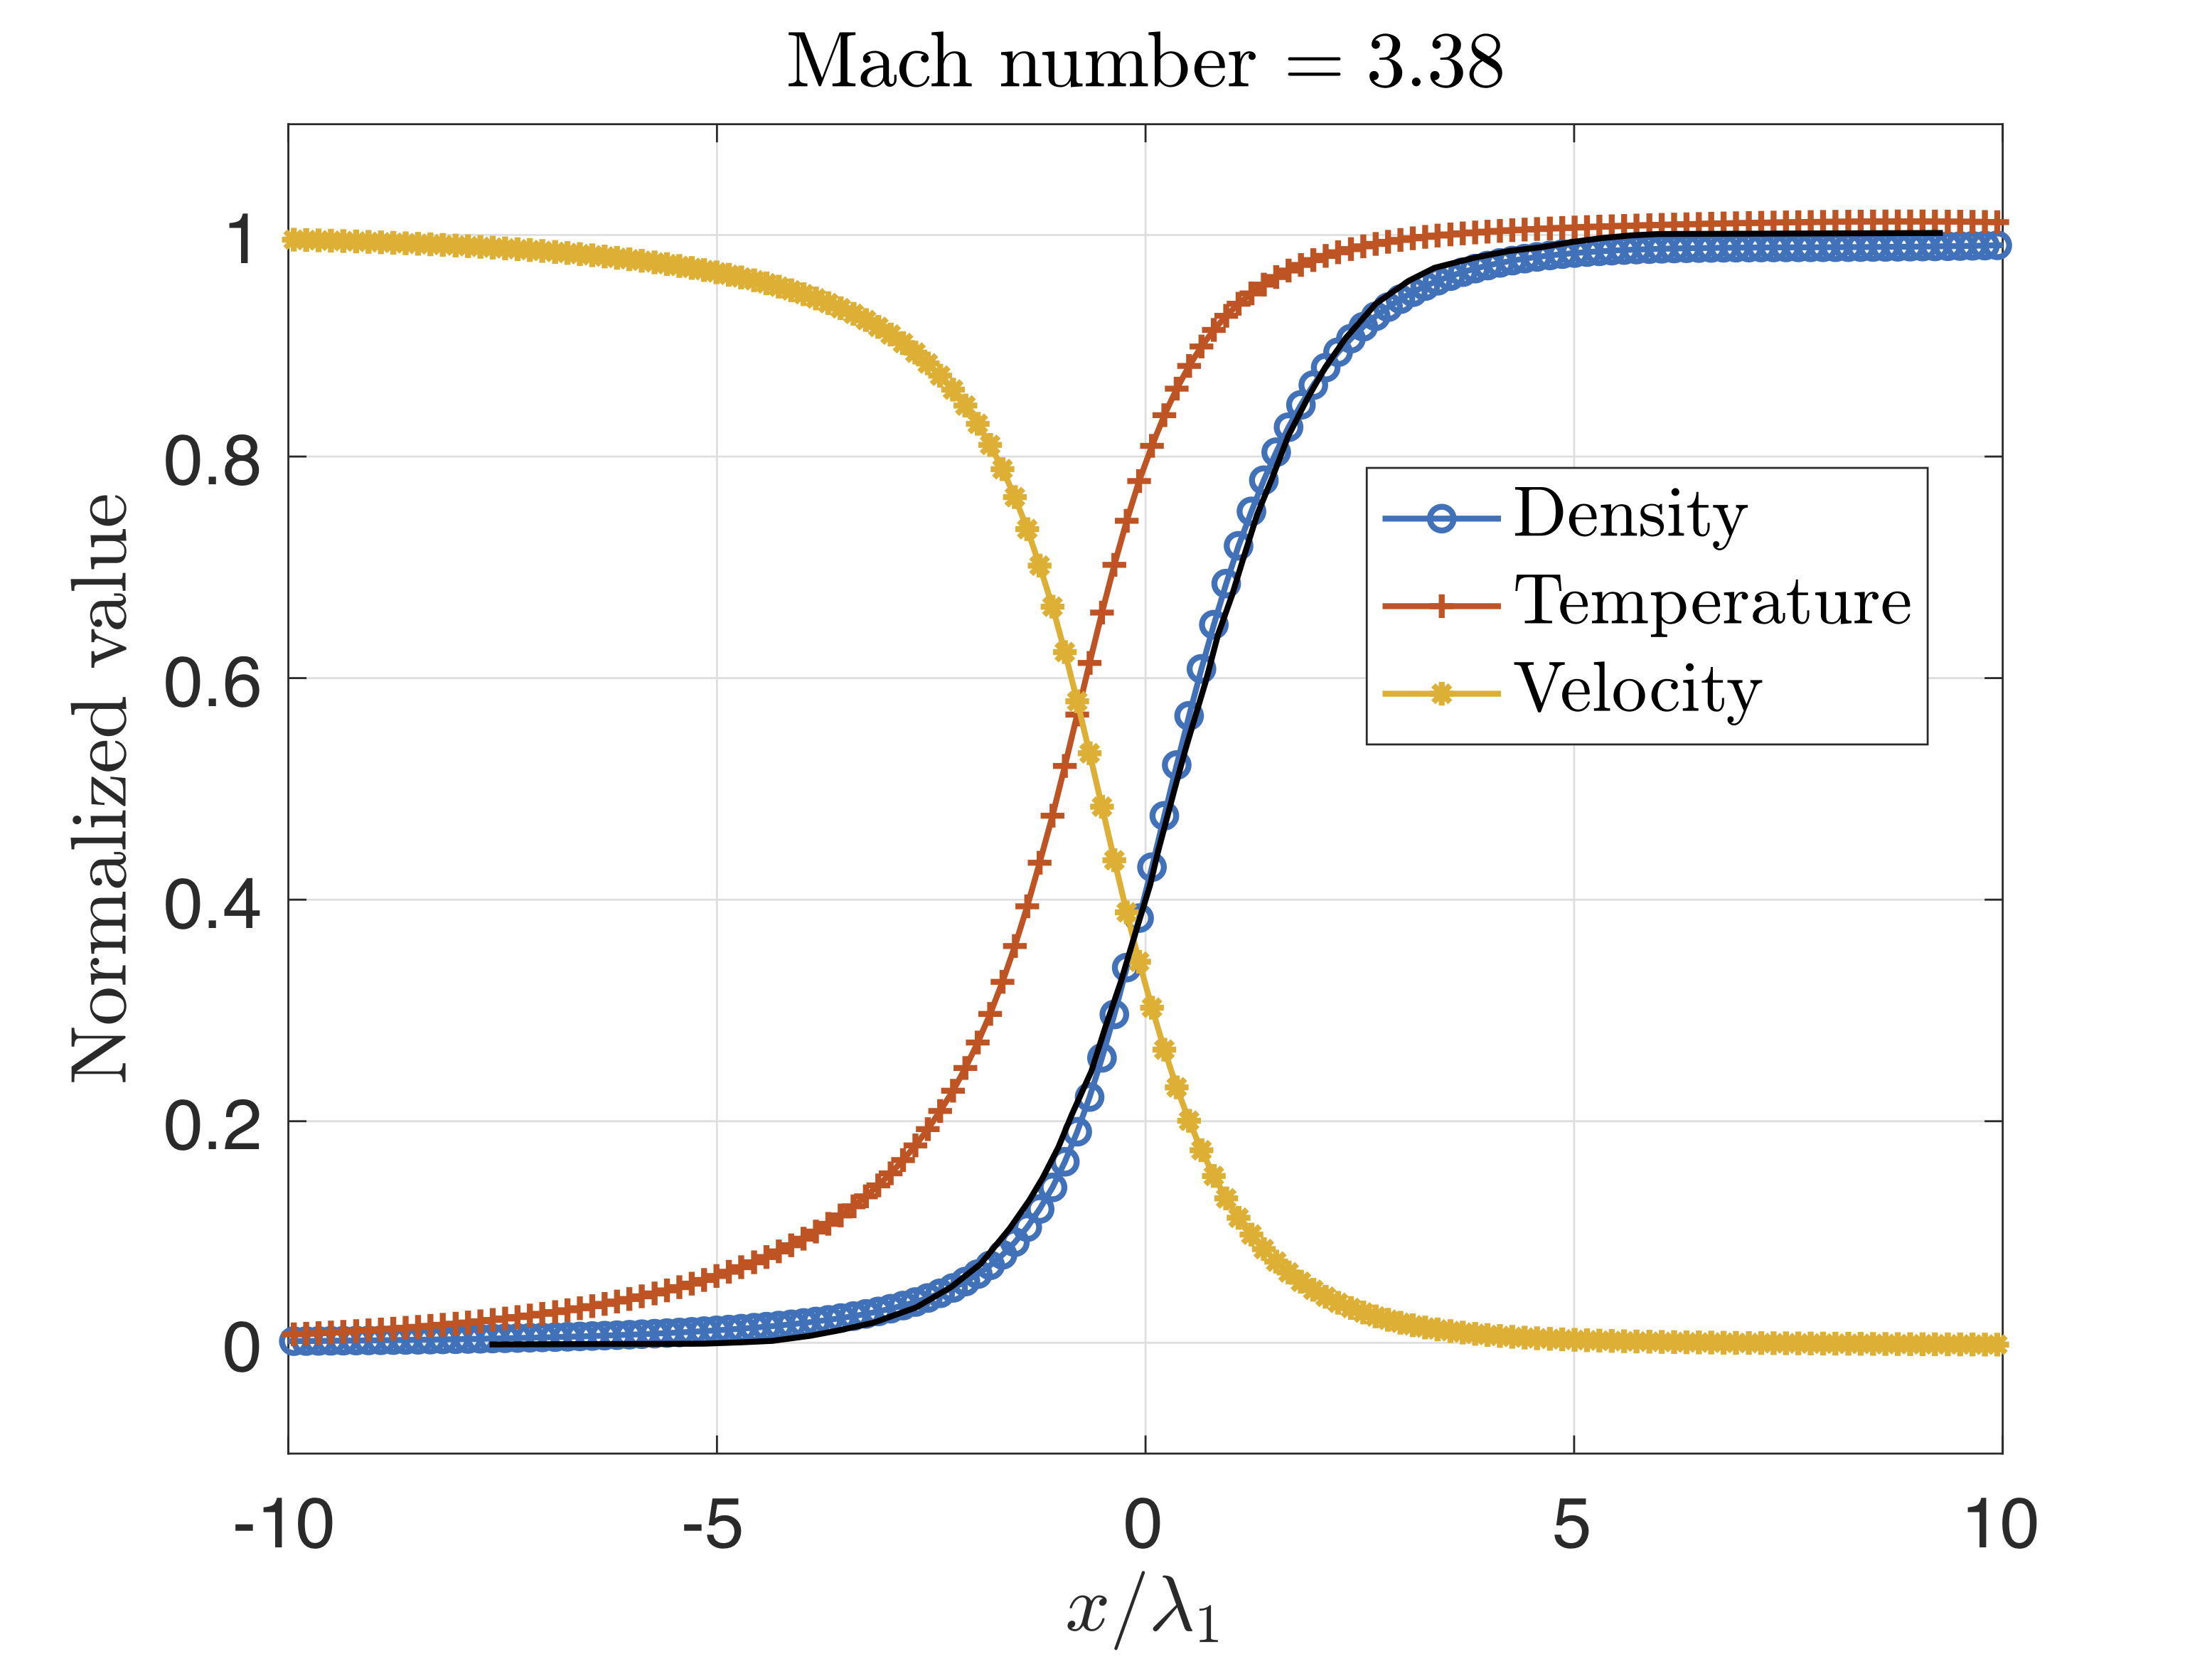 Mach number = 3.38
Normalized value
1
0.8
0.6
0.4
0.2
0
Density
Temperature
Velocity
-10 -5 0 5 10
x/λ₁